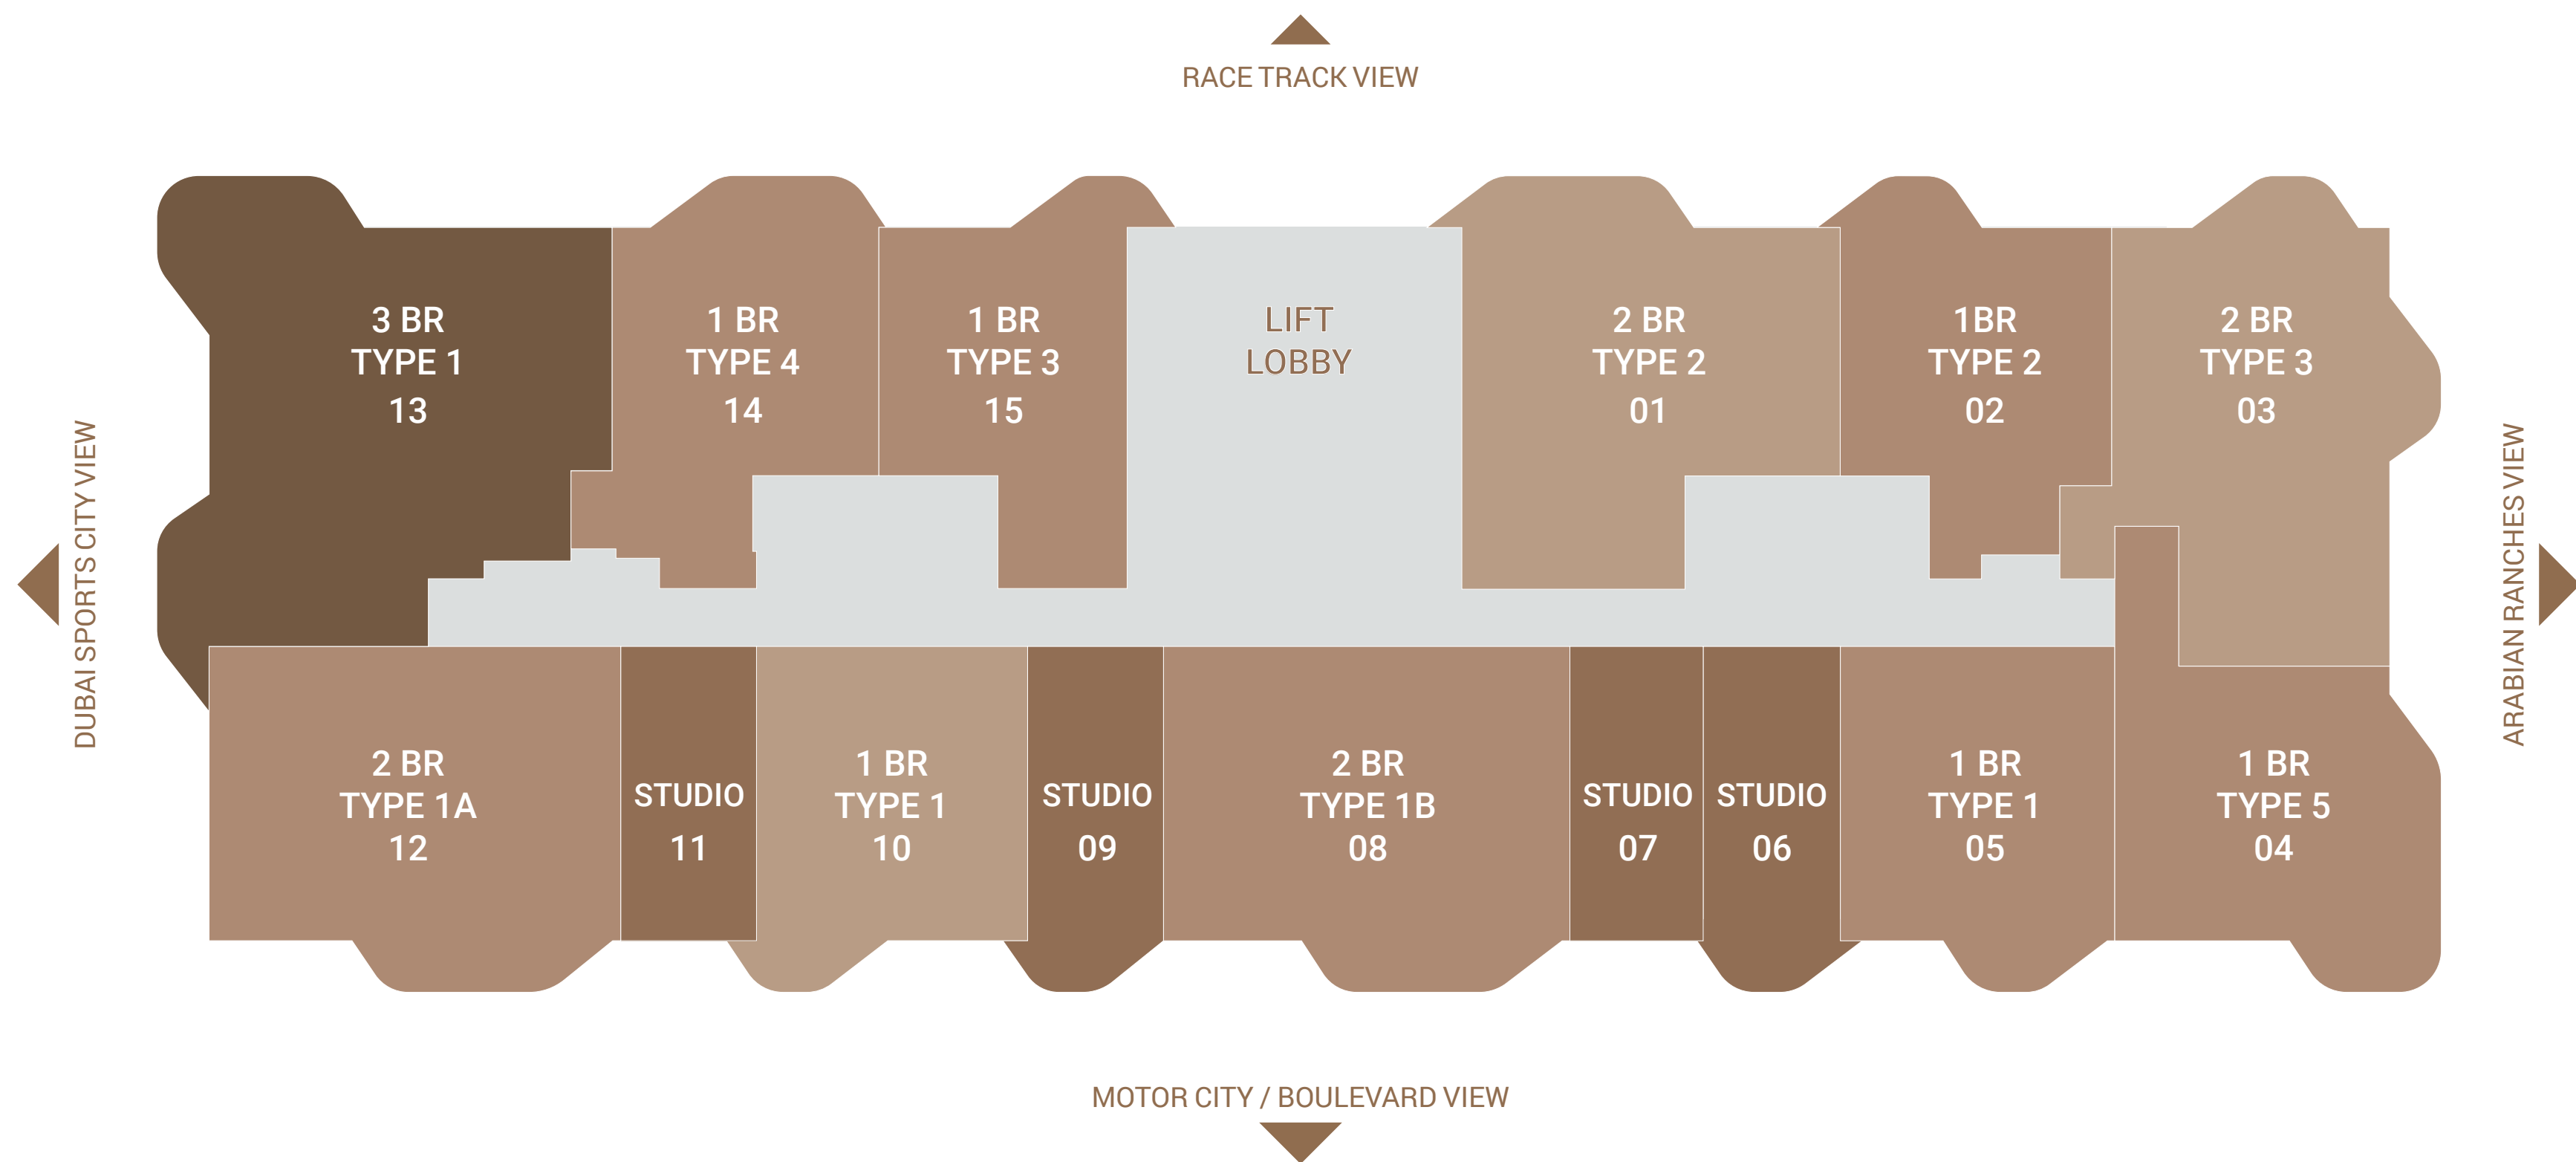 RACE TRACK VIEW
3 BR
TYPE 1
13
1 BR
TYPE 4
14
1 BR
TYPE 3
15
LIFT
LOBBY
2 BR
TYPE 2
01
1BR
TYPE 2
02
2 BR
TYPE 3
03
DUBAI SPORTS CITY VIEW
ARABIAN RANCHES VIEW
2 BR
TYPE 1A
12
STUDIO
11
1 BR
TYPE 1
10
STUDIO
09
2 BR
TYPE 1B
08
STUDIO
07
STUDIO
06
1 BR
TYPE 1
05
1 BR
TYPE 5
04
MOTOR CITY / BOULEVARD VIEW